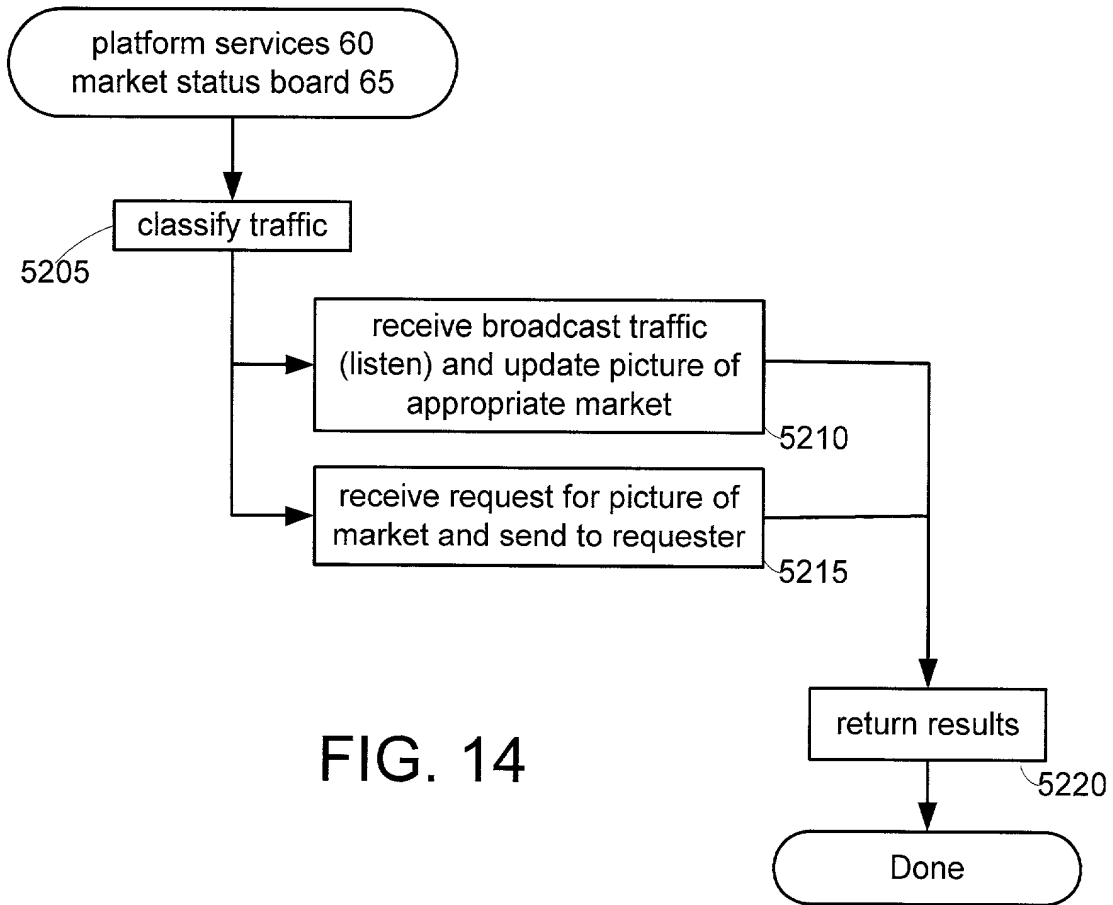 platform services 60
market status board 65
classify traffic
5205
receive broadcast traffic
(listen) and update picture of
appropriate market
5210
receive request for picture of
market and send to requester
5215
return results
5220
FIG. 14
Done